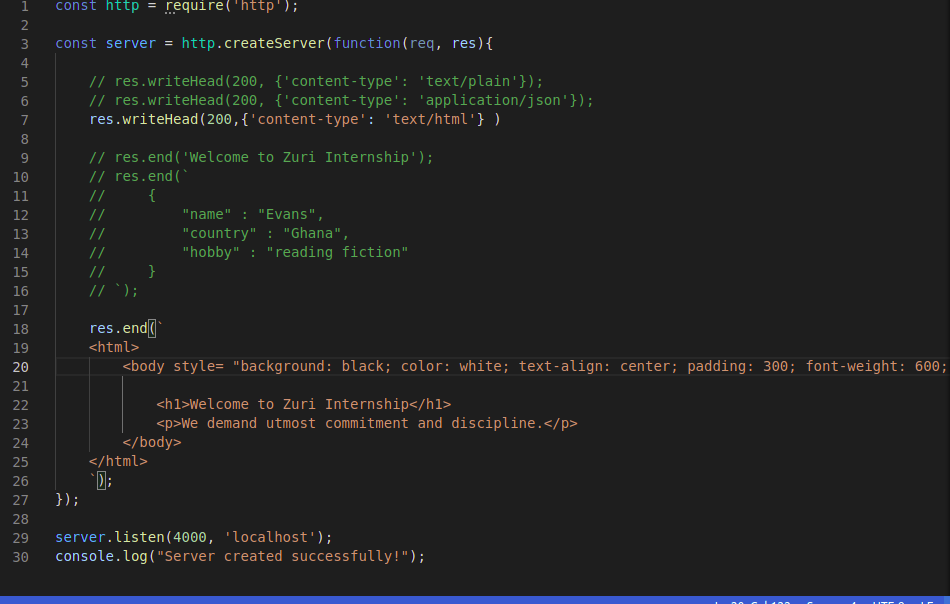 1 const http = require('http');
2
3 const server = http.createServer(function(req, res){
4
5 // res.writeHead(200, {'content-type': 'text/plain'});
6 // res.writeHead(200, {'content-type': 'application/json'});
7 res.writeHead(200,{'content-type': 'text/html'} )
8
9 // res.end('Welcome to Zuri Internship');
10 // res.end(`
11 //     {
12 //         "name" : "Evans",
13 //         "country" : "Ghana",
14 //         "hobby" : "reading fiction"
15 //     }
16 // `);
17
18 res.end(`
19 <html>
20 <body style= "background: black; color: white; text-align: center; padding: 300; font-weight: 600;
21
22 <h1>Welcome to Zuri Internship</h1>
23 <p>We demand utmost commitment and discipline.</p>
24 </body>
25 </html>
26 `);
27 });
28
29 server.listen(4000, 'localhost');
30 console.log("Server created successfully!");